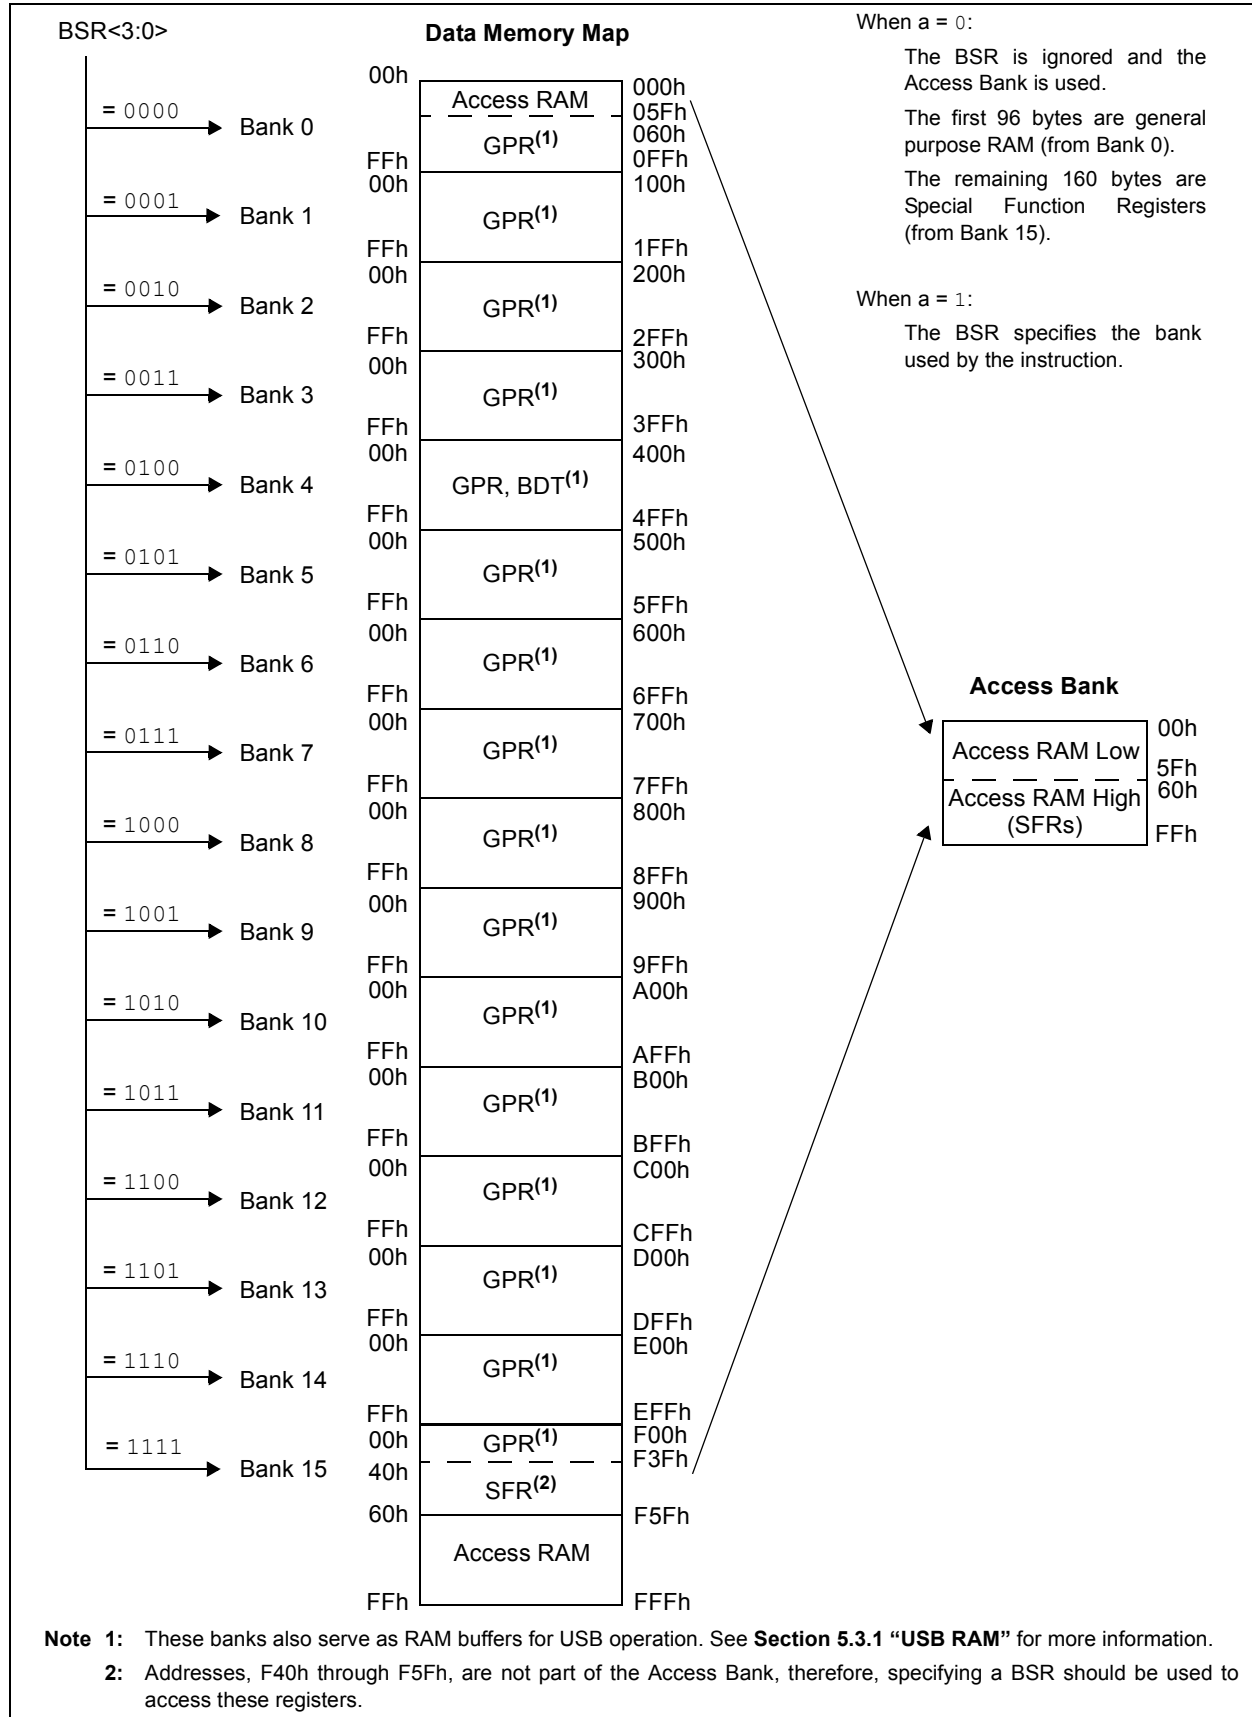 BSR<3:0>
Data Memory Map
When a = 0:
The BSR is ignored and the
Access Bank is used.
The first 96 bytes are general
purpose RAM (from Bank 0).
The remaining 160 bytes are
Special Function Registers
(from Bank 15).
When a = 1:
The BSR specifies the bank
used by the instruction.
= 0000
Bank 0
00h
Access RAM
000h
05Fh
GPR(1)
060h
FFh
0FFh
= 0001
Bank 1
00h
GPR(1)
100h
FFh
1FFh
= 0010
Bank 2
00h
GPR(1)
200h
FFh
2FFh
= 0011
Bank 3
00h
GPR(1)
300h
FFh
3FFh
= 0100
Bank 4
00h
GPR, BDT(1)
400h
FFh
4FFh
= 0101
Bank 5
00h
GPR(1)
500h
FFh
5FFh
= 0110
Bank 6
00h
GPR(1)
600h
FFh
6FFh
= 0111
Bank 7
00h
GPR(1)
700h
FFh
7FFh
= 1000
Bank 8
00h
GPR(1)
800h
FFh
8FFh
= 1001
Bank 9
00h
GPR(1)
900h
FFh
9FFh
= 1010
Bank 10
00h
GPR(1)
A00h
FFh
AFFh
= 1011
Bank 11
00h
GPR(1)
B00h
FFh
BFFh
= 1100
Bank 12
00h
GPR(1)
C00h
FFh
CFFh
= 1101
Bank 13
00h
GPR(1)
D00h
FFh
DFFh
= 1110
Bank 14
00h
GPR(1)
E00h
FFh
EFFh
= 1111
Bank 15
00h
GPR(1)
F00h
F3Fh
40h
SFR(2)
60h
F5Fh
Access RAM
FFh
FFFh
Access Bank
Access RAM Low
00h
5Fh
Access RAM High
(SFRs)
60h
FFh
Note 1: These banks also serve as RAM buffers for USB operation. See Section 5.3.1 “USB RAM” for more information.
2: Addresses, F40h through F5Fh, are not part of the Access Bank, therefore, specifying a BSR should be used to
access these registers.